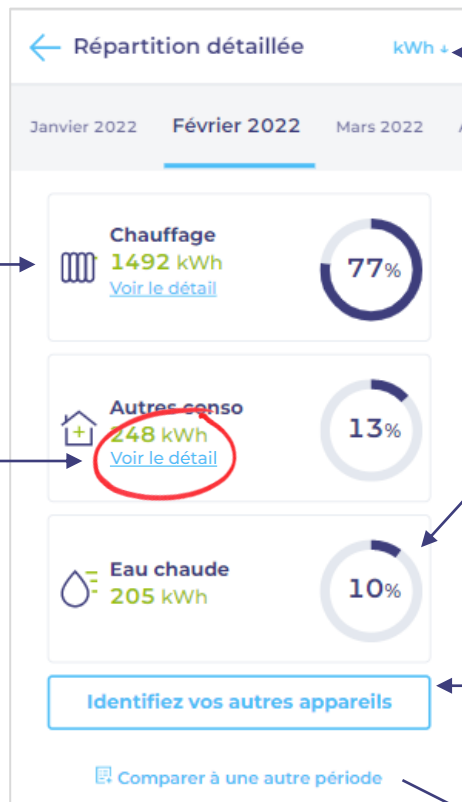 Répartition détaillée
kWh ↓
Janvier 2022
Février 2022
Mars 2022
Chauffage
1492 kWh
Voir le détail
77%
Autres conso
248 kWh
Voir le détail
13%
Eau chaude
205 kWh
10%
Identifiez vos autres appareils
Comparer à une autre période